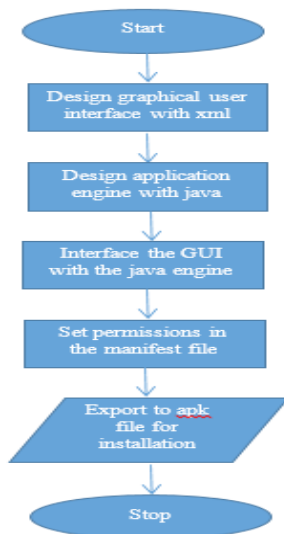 Start
Design graphical user
interface with xml
Design application
engine with java
Interface the GUI
with the java engine
Set permissions in
the manifest file
Export to apk
file for
installation
Stop